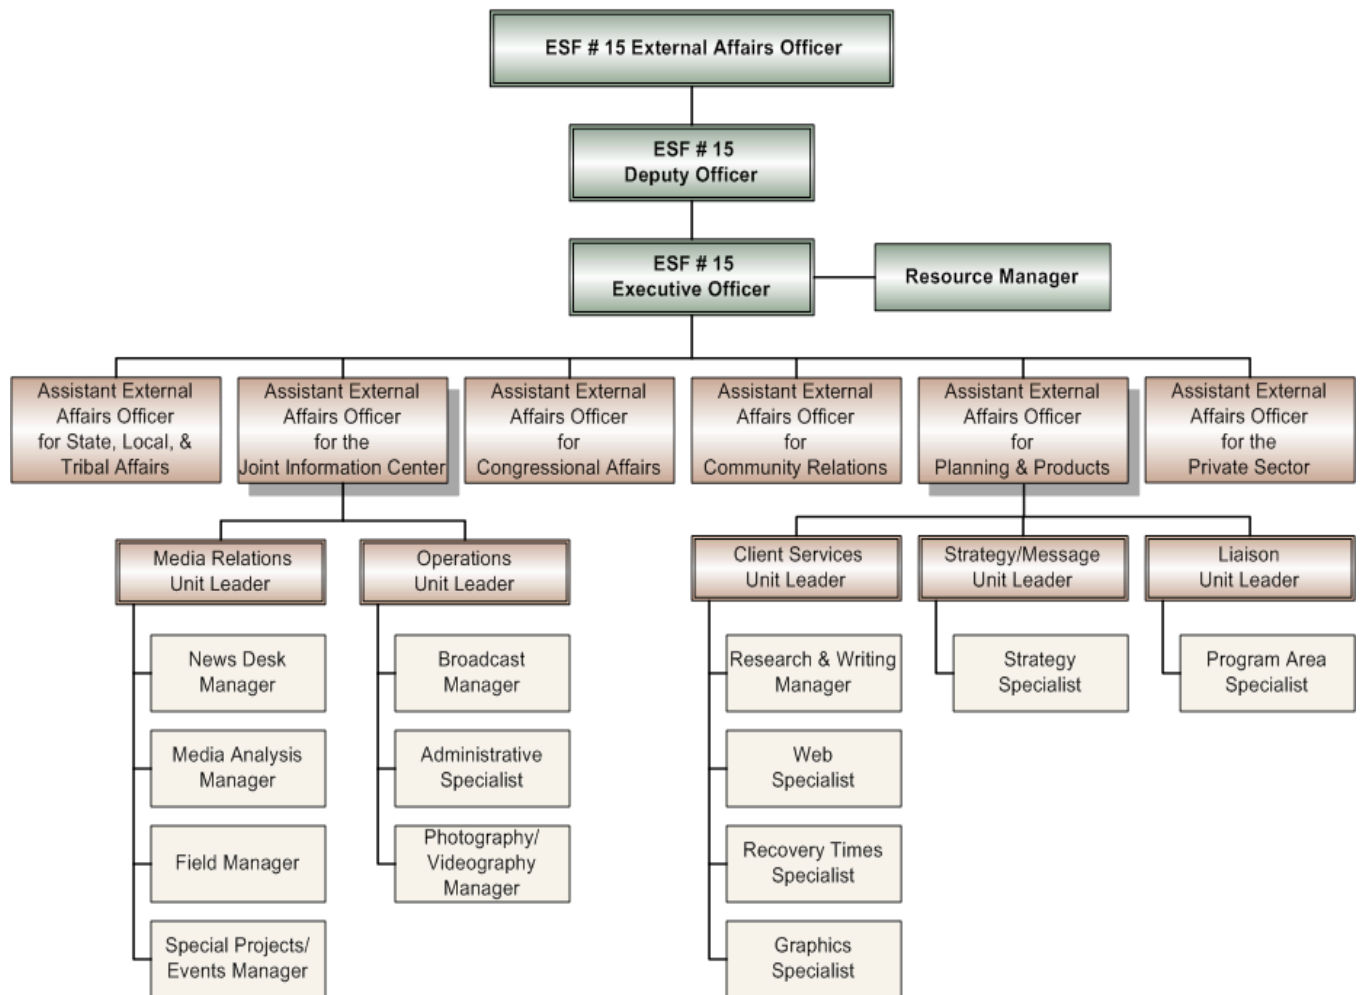 ESF # 15 External Affairs Officer
ESF # 15
Deputy Officer
ESF # 15
Executive Officer
Resource Manager
Assistant External
Affairs Officer
for State, Local, &
Tribal Affairs
Assistant External
Affairs Officer
for the
Joint Information Center
Assistant External
Affairs Officer
for
Congressional Affairs
Assistant External
Affairs Officer
for
Community Relations
Assistant External
Affairs Officer
for
Planning & Products
Assistant External
Affairs Officer
for the
Private Sector
Media Relations
Unit Leader
Operations
Unit Leader
Client Services
Unit Leader
Strategy/Message
Unit Leader
Liaison
Unit Leader
News Desk
Manager
Media Analysis
Manager
Field Manager
Special Projects/
Events Manager
Broadcast
Manager
Administrative
Specialist
Photography/
Videography
Manager
Research & Writing
Manager
Web
Specialist
Recovery Times
Specialist
Graphics
Specialist
Strategy
Specialist
Program Area
Specialist